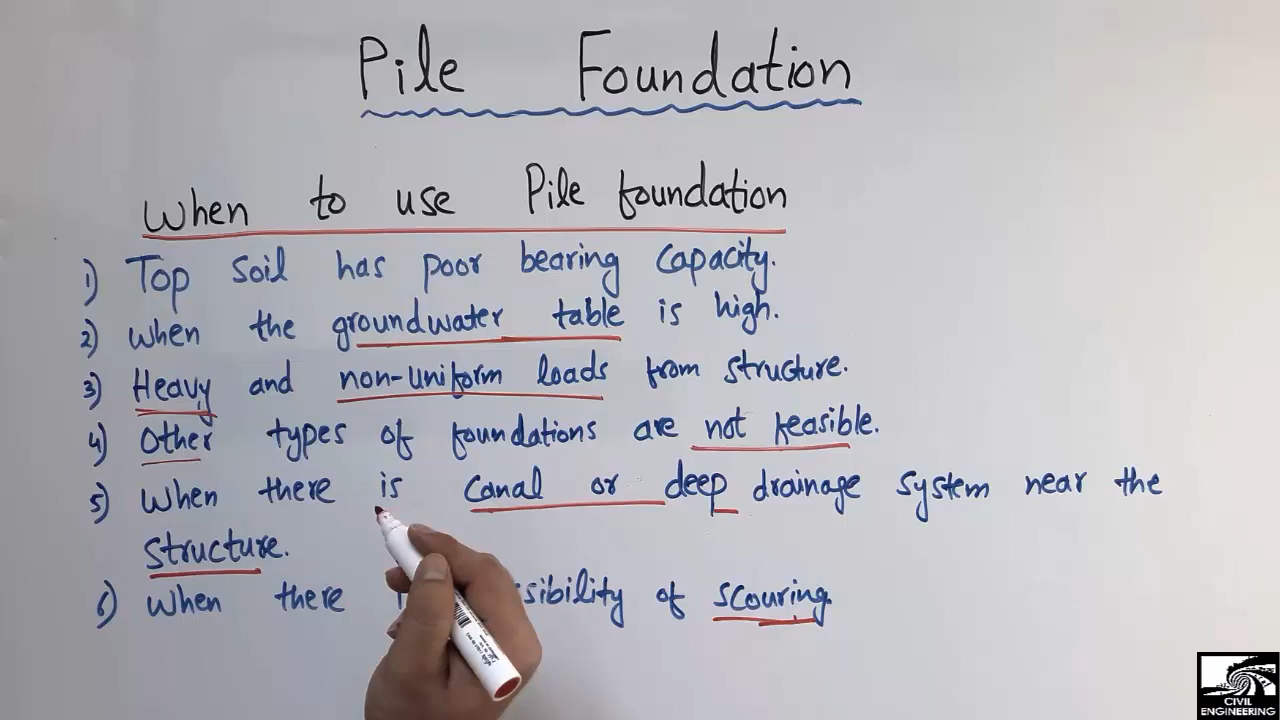 Pile Foundation
When to use Pile foundation
1) Top soil has poor bearing capacity.
2) when the groundwater table is high.
3) Heavy and non-uniform loads from structure.
4) Other types of foundations are not feasible.
5) When there is canal or deep drainage system near the
structure.
6) When there ssibility of scouring.
CIVIL
ENGINEERING